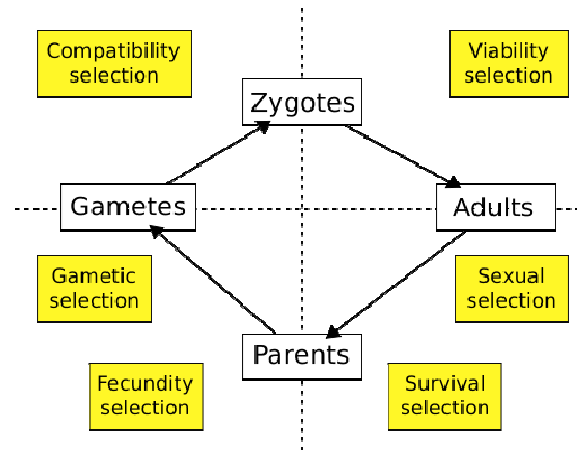 Compatibility
selection
Viability
selection
Zygotes
Gametes
Adults
Gametic
selection
Sexual
selection
Parents
Fecundity
selection
Survival
selection